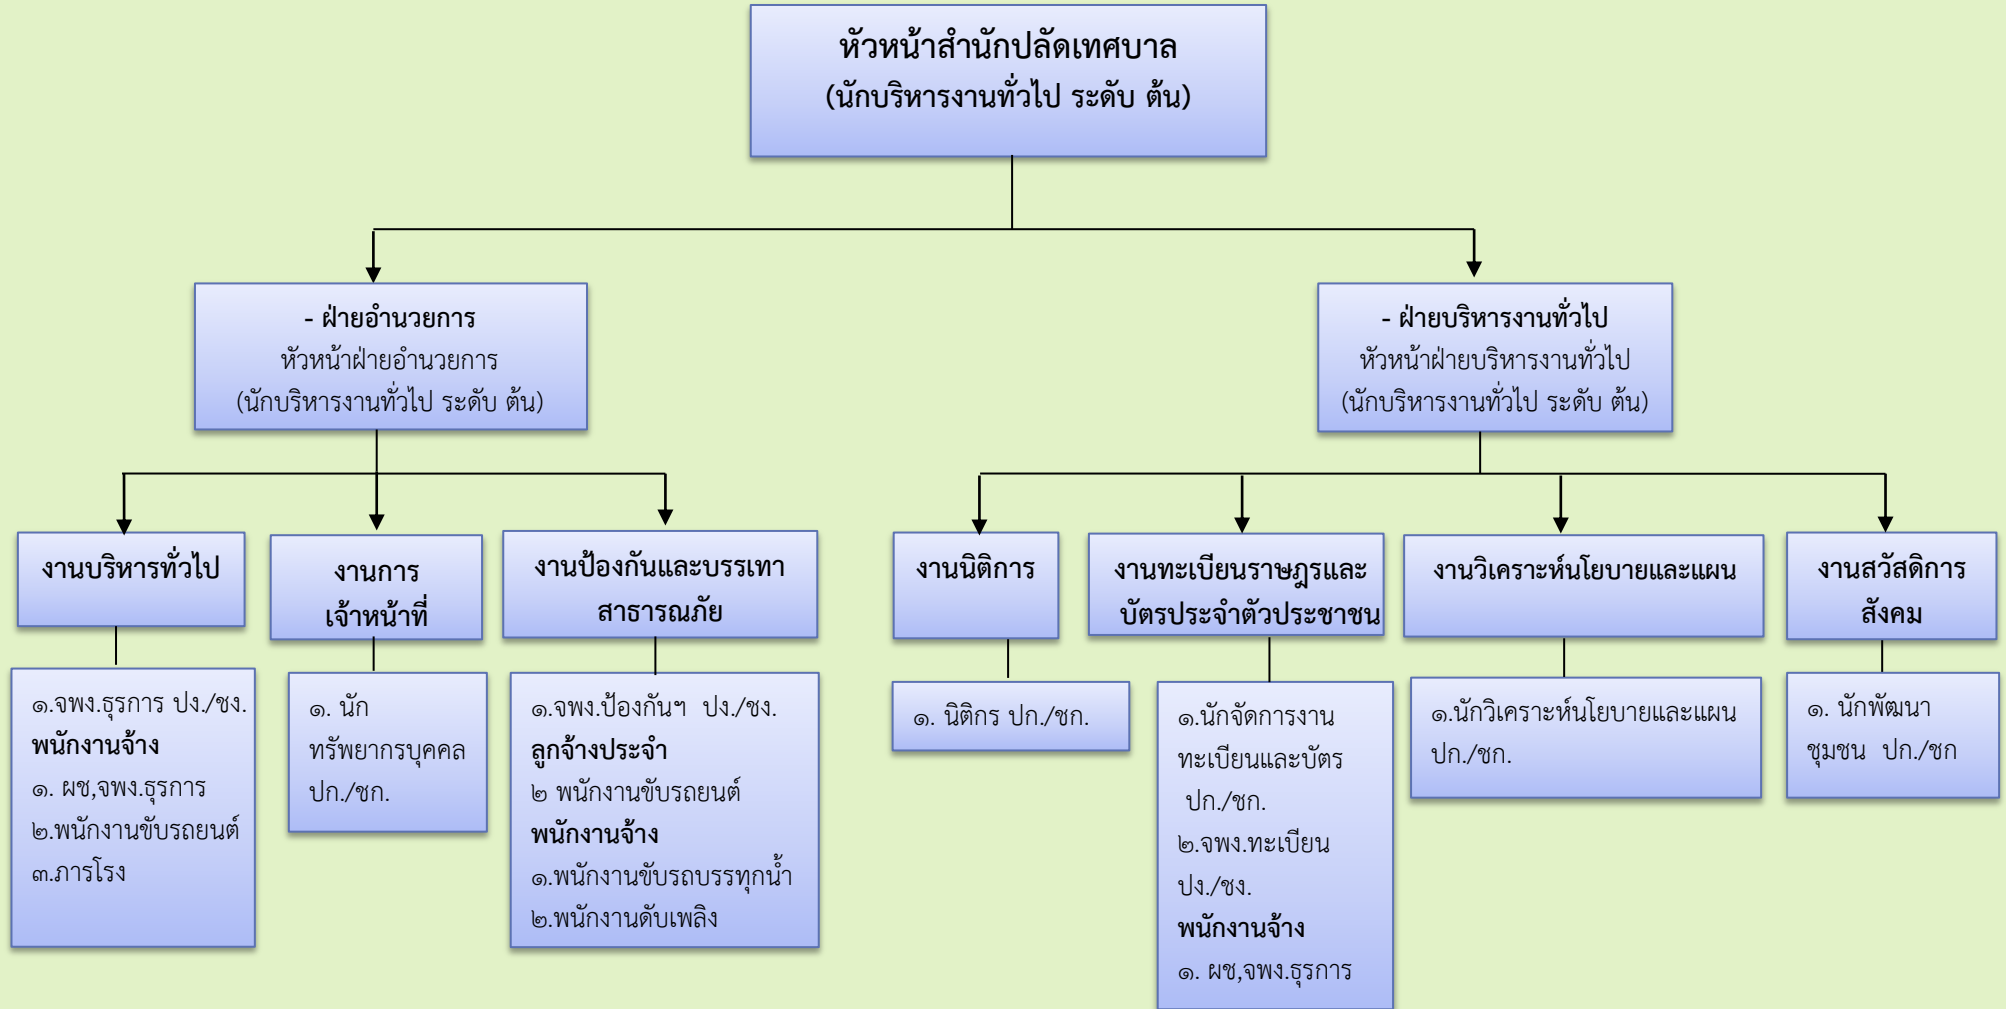 หัวหน้าสำนักปลัดเทศบาล
(นักบริหารงานทั่วไป ระดับ ต้น)
- ฝ่ายอำนวยการ
หัวหน้าฝ่ายอำนวยการ
(นักบริหารงานทั่วไป ระดับ ต้น)
- ฝ่ายบริหารงานทั่วไป
หัวหน้าฝ่ายบริหารงานทั่วไป
(นักบริหารงานทั่วไป ระดับ ต้น)
งานบริหารทั่วไป
งานการ
เจ้าหน้าที่
งานป้องกันและบรรเทา
สาธารณภัย
งานนิติการ
งานทะเบียนราษฎรและ
บัตรประจำตัวประชาชน
งานวิเคราะห์นโยบายและแผน
งานสวัสดิการ
สังคม
๑.จพง.ธุรการ ปง./ชง.
พนักงานจ้าง
๑. ผช,จพง.ธุรการ
๒.พนักงานขับรถยนต์
๓.ภารโรง
๑. นัก
ทรัพยากรบุคคล
ปก./ชก.
๑.จพง.ป้องกันฯ ปง./ชง.
ลูกจ้างประจำ
๒ พนักงานขับรถยนต์
พนักงานจ้าง
๑.พนักงานขับรถบรรทุกน้ำ
๒.พนักงานดับเพลิง
๑. นิติกร ปก./ชก.
๑.นักจัดการงาน
ทะเบียนและบัตร
ปก./ชก.
๒.จพง.ทะเบียน
ปง./ชง.
พนักงานจ้าง
๑. ผช,จพง.ธุรการ
๑.นักวิเคราะห์นโยบายและแผน
ปก./ชก.
๑. นักพัฒนา
ชุมชน ปก./ชก